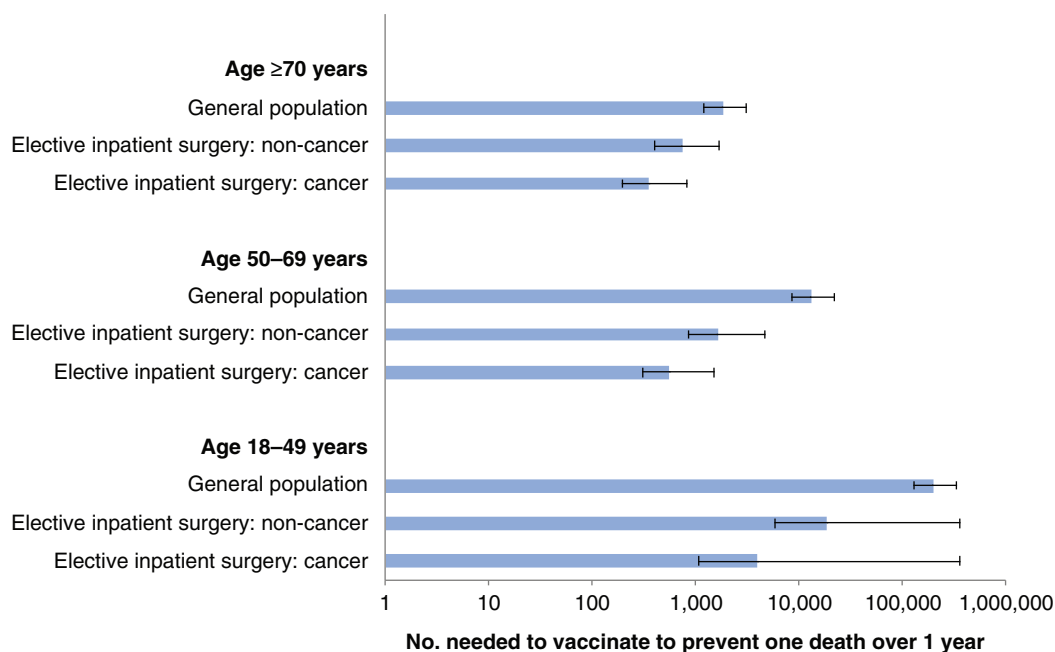 Age ≥70 years
General population
Elective inpatient surgery: non-cancer
Elective inpatient surgery: cancer
Age 50–69 years
General population
Elective inpatient surgery: non-cancer
Elective inpatient surgery: cancer
Age 18–49 years
General population
Elective inpatient surgery: non-cancer
Elective inpatient surgery: cancer
1 10 100 1,000 10,000 100,000 1,000,000
No. needed to vaccinate to prevent one death over 1 year